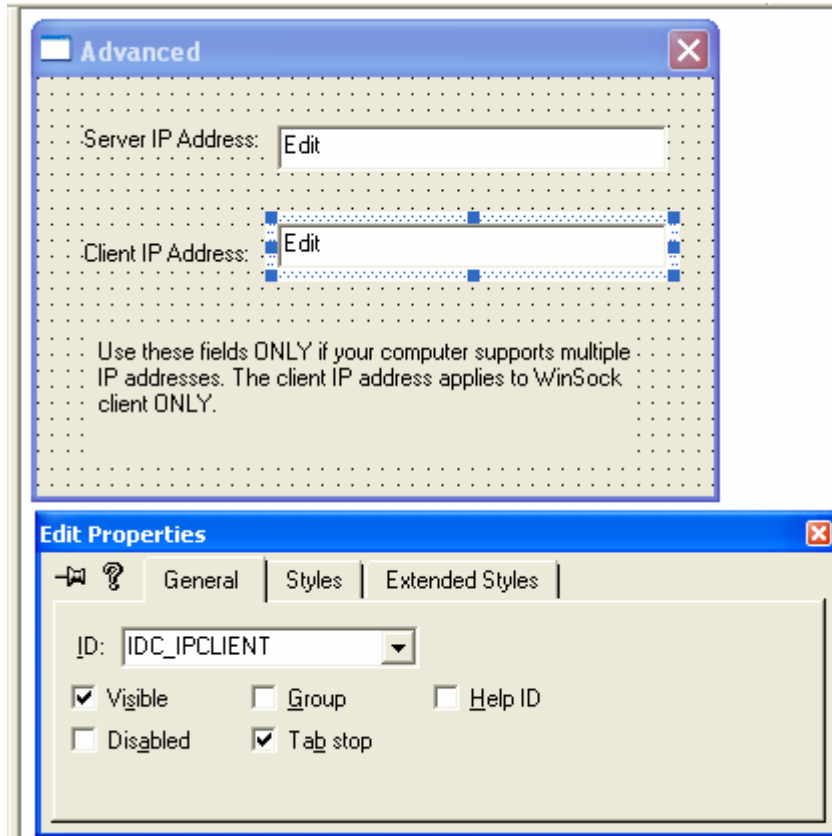 Advanced
Server IP Address: Edit
Client IP Address: Edit
Use these fields ONLY if your computer supports multiple
IP addresses. The client IP address applies to WinSock
client ONLY.
Edit Properties
? General Styles Extended Styles
ID: IDC_IPCLIENT
Visible Group Help ID
Disabled Tab stop